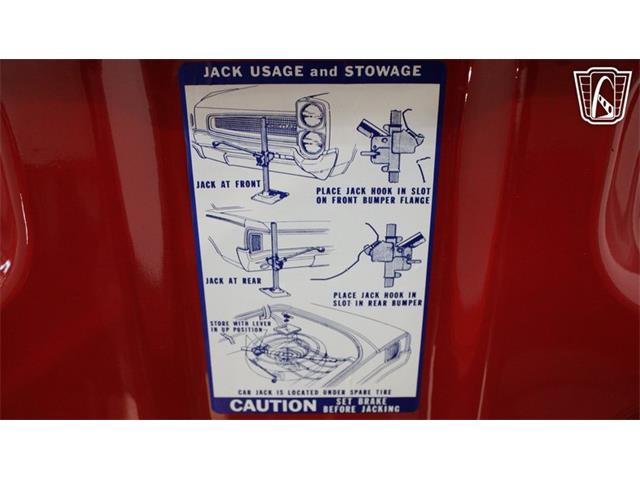 JACK USAGE and STOWAGE
JACK AT FRONT
PLACE JACK HOOK IN SLOT
ON FRONT BUMPER FLANGE
JACK AT REAR
PLACE JACK HOOK IN
SLOT IN REAR BUMPER
STORE WITH LEVER
IN UP POSITION
CAR JACK IS LOCATED UNDER SPARE TIRE
CAUTION SET BRAKE
BEFORE JACKING